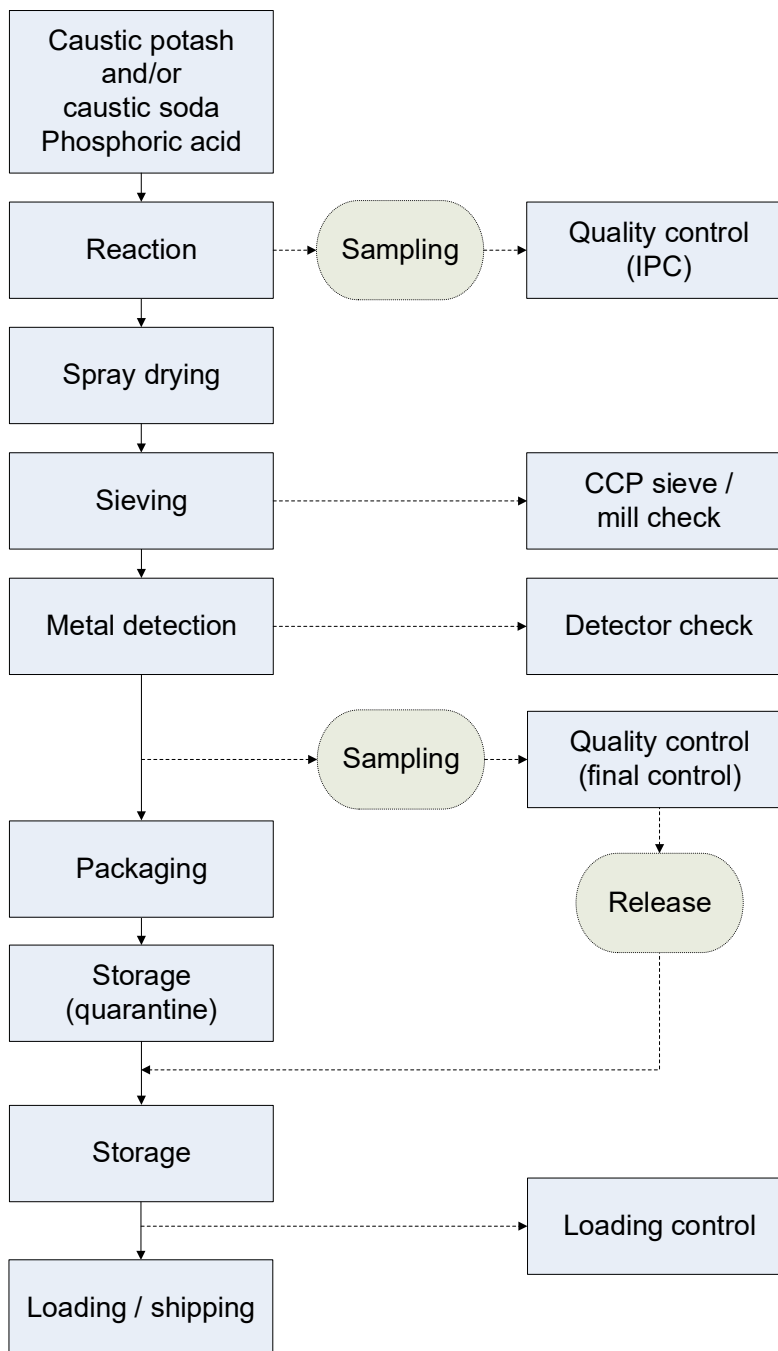 Caustic potash
and/or
caustic soda
Phosphoric acid
Reaction
Sampling
Quality control
(IPC)
Spray drying
Sieving
CCP sieve /
mill check
Metal detection
Detector check
Sampling
Quality control
(final control)
Packaging
Release
Storage
(quarantine)
Storage
Loading control
Loading / shipping